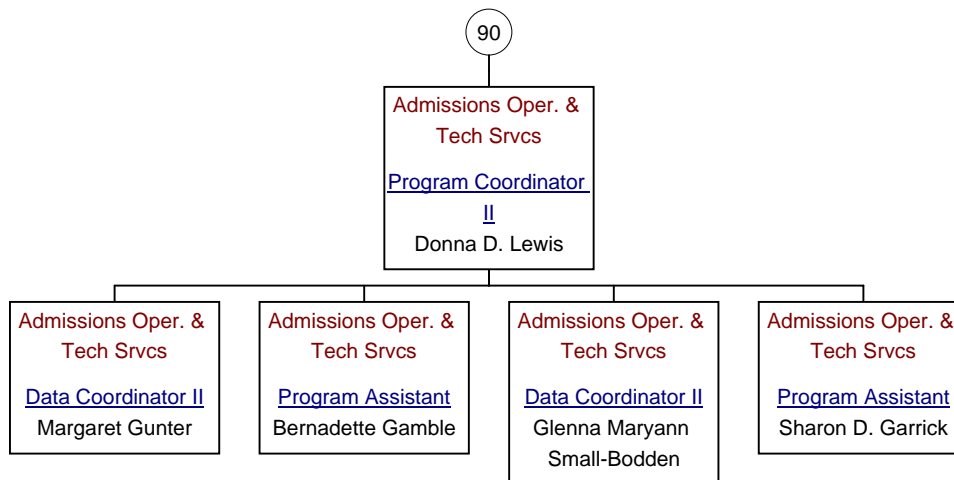 90
Admissions Oper. &
Tech Srvcs
Program Coordinator
II
Donna D. Lewis
Admissions Oper. &
Tech Srvcs
Data Coordinator II
Margaret Gunter
Admissions Oper. &
Tech Srvcs
Program Assistant
Bernadette Gamble
Admissions Oper. &
Tech Srvcs
Data Coordinator II
Glenna Maryann
Small-Bodden
Admissions Oper. &
Tech Srvcs
Program Assistant
Sharon D. Garrick